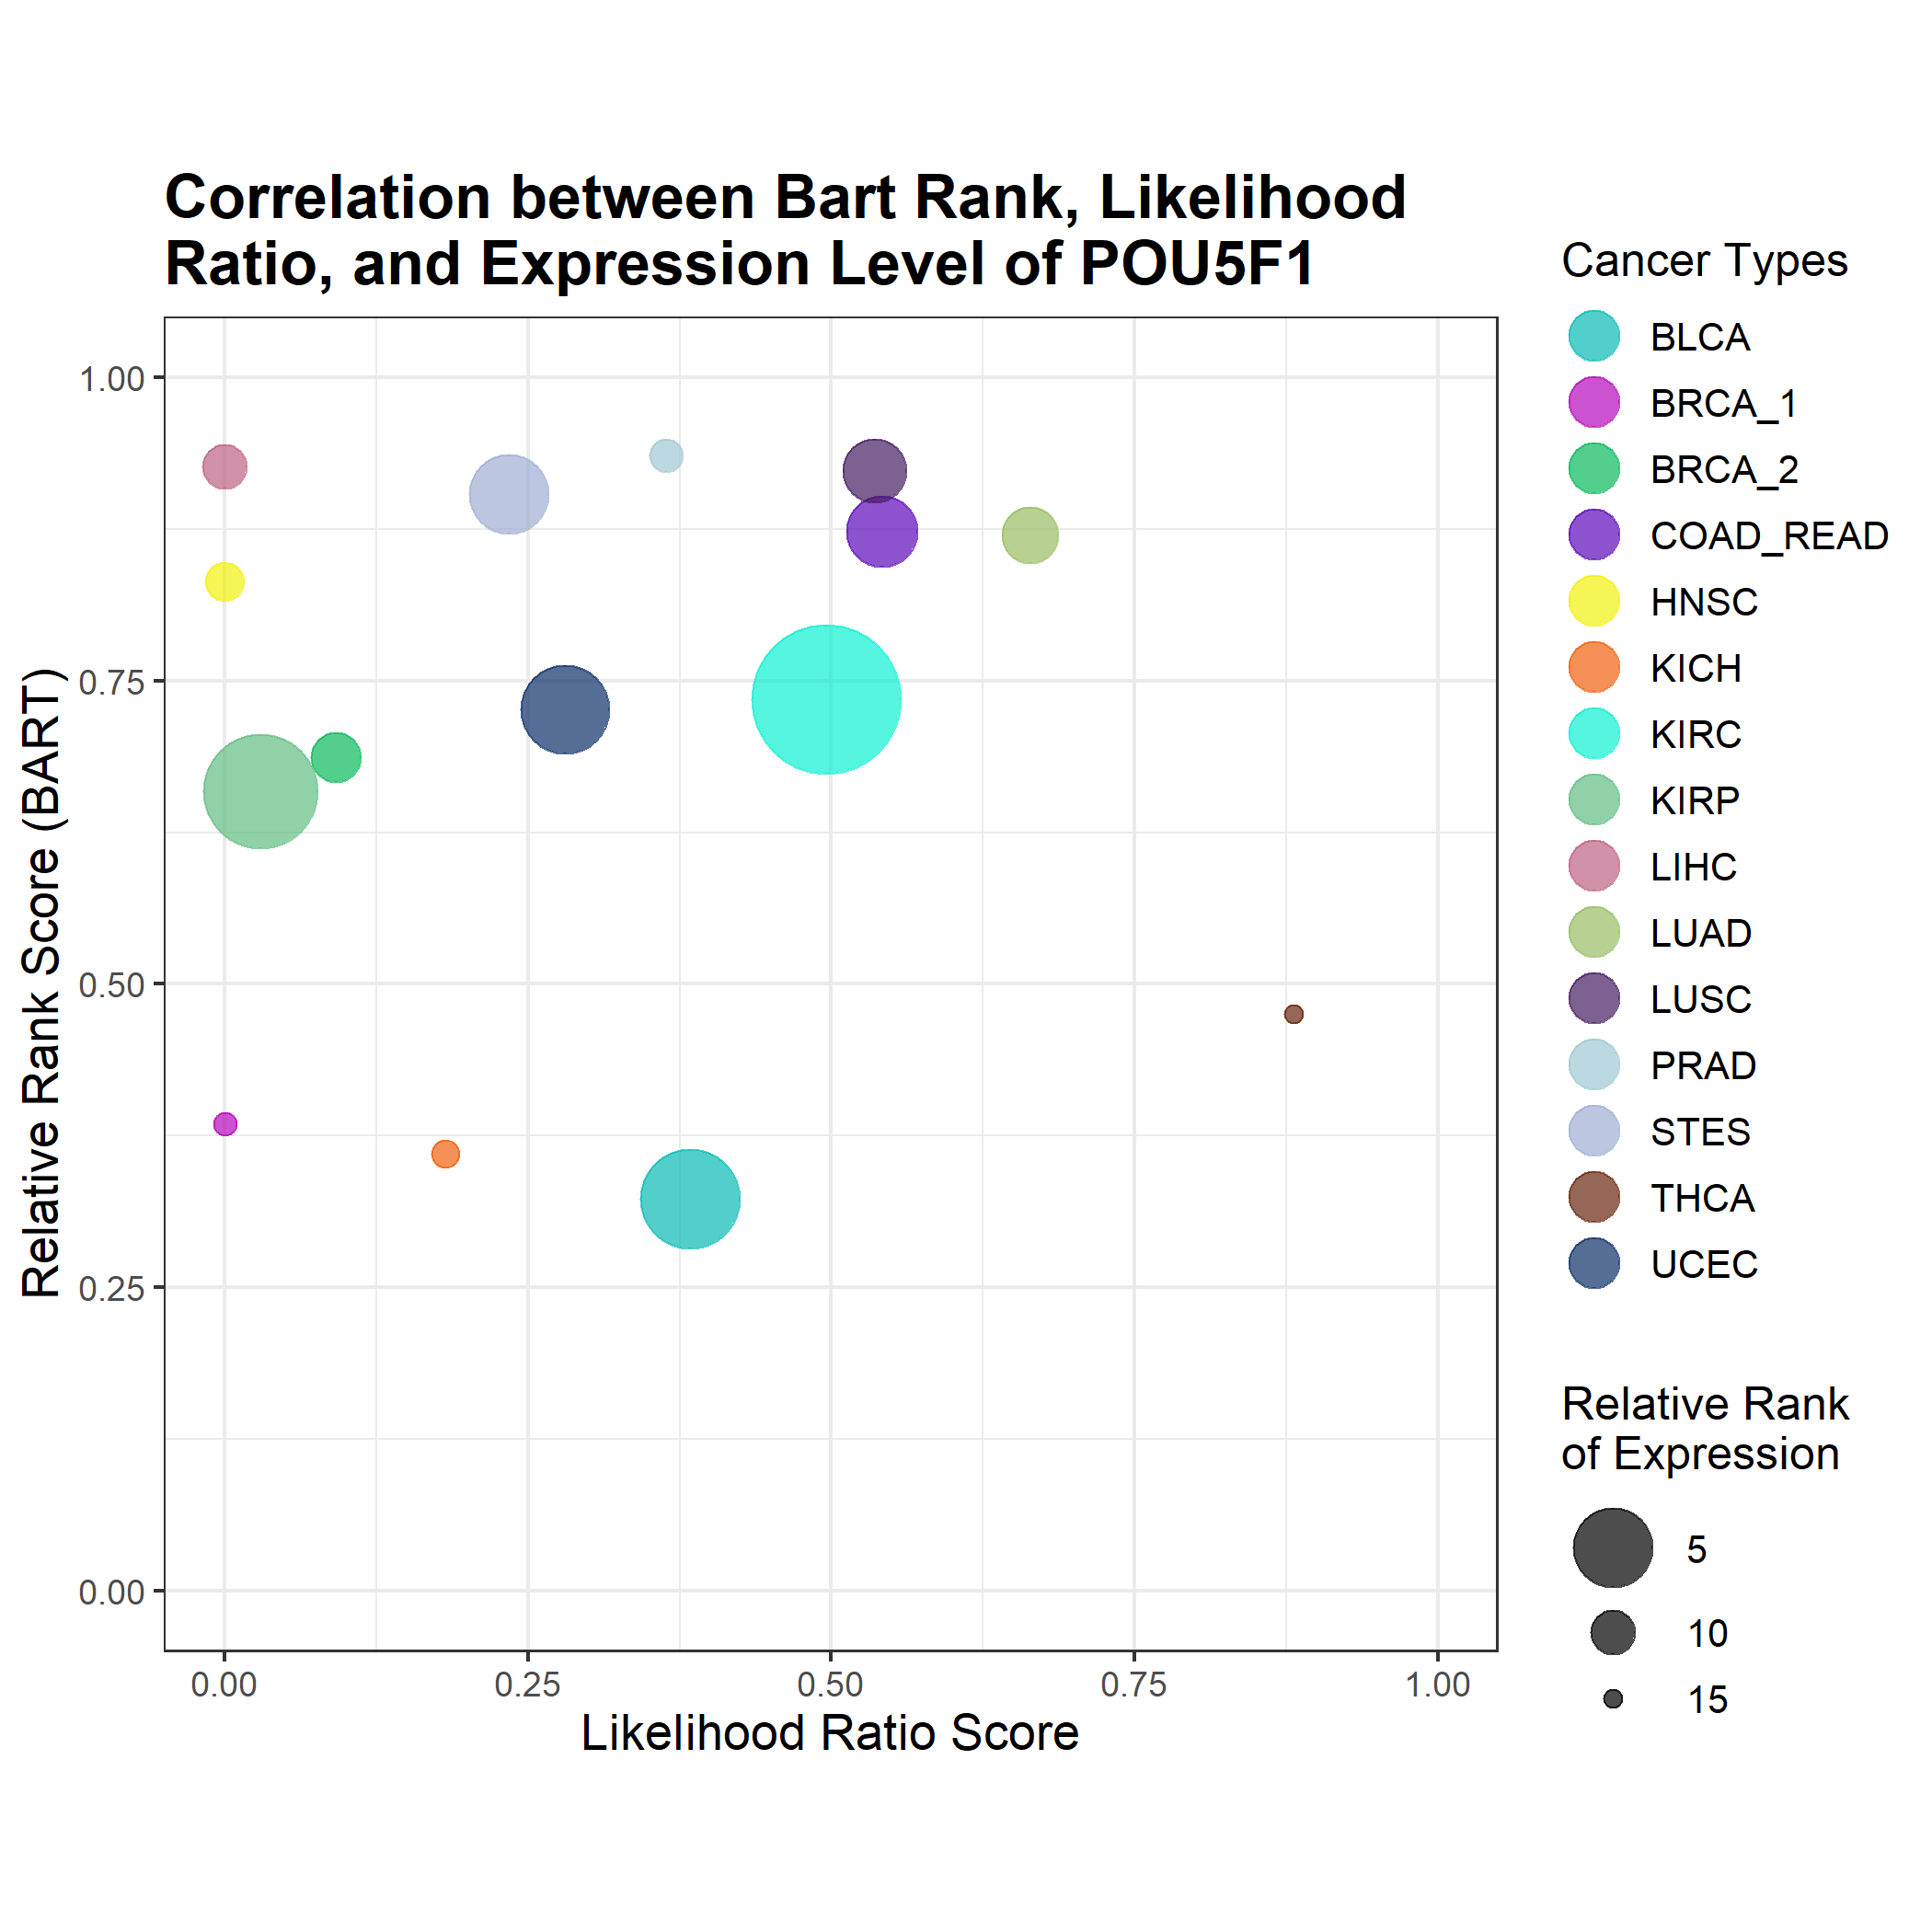 Correlation between Bart Rank, Likelihood
Ratio, and Expression Level of POU5F1
Relative Rank Score (BART)
1.00
0.75
0.50
0.25
0.00
0.00
0.25
0.50
0.75
1.00
Likelihood Ratio Score
Cancer Types
BLCA
BRCA_1
BRCA_2
COAD_READ
HNSC
KICH
KIRC
KIRP
LIHC
LUAD
LUSC
PRAD
STES
THCA
UCEC
Relative Rank
of Expression
5
10
15